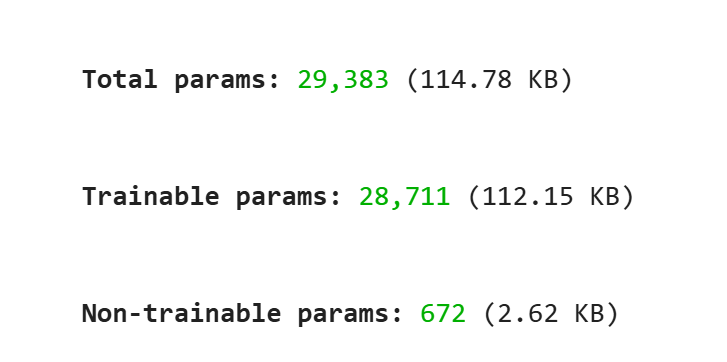 Total params: 29,383 (114.78 KB)
Trainable params: 28,711 (112.15 KB)
Non-trainable params: 672 (2.62 KB)